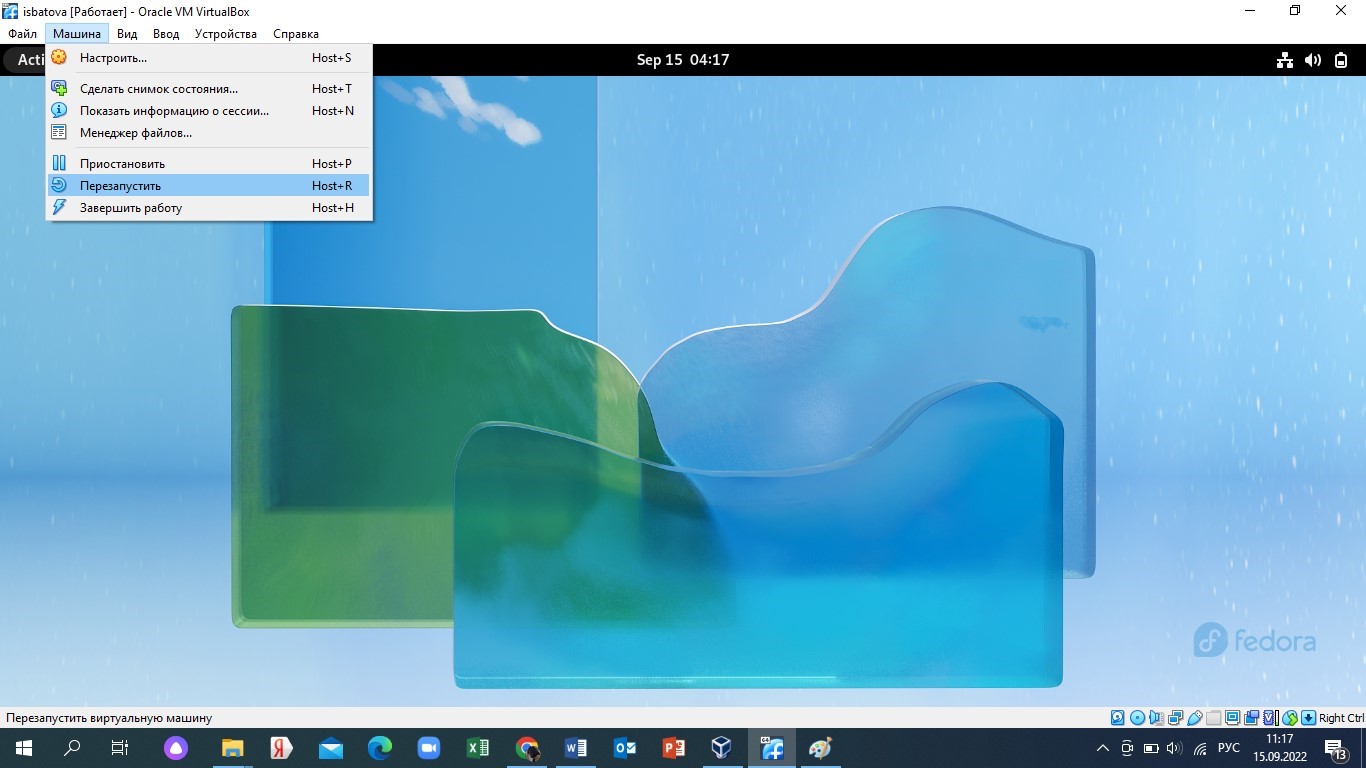 isbatova [Работает] - Oracle VM VirtualBox
Файл Машина Вид Ввод Устройства Справка
Acti Sep 15 04:17
Настроить... Host+S
Сделать снимок состояния... Host+T
Показать информацию о сессии... Host+N
Менеджер файлов... 
Приостановить Host+P
Перезапустить Host+R
Завершить работу Host+H
fedora
Перезапустить виртуальную машину Right Ctrl
64
РУС 11:17
15.09.2022 13